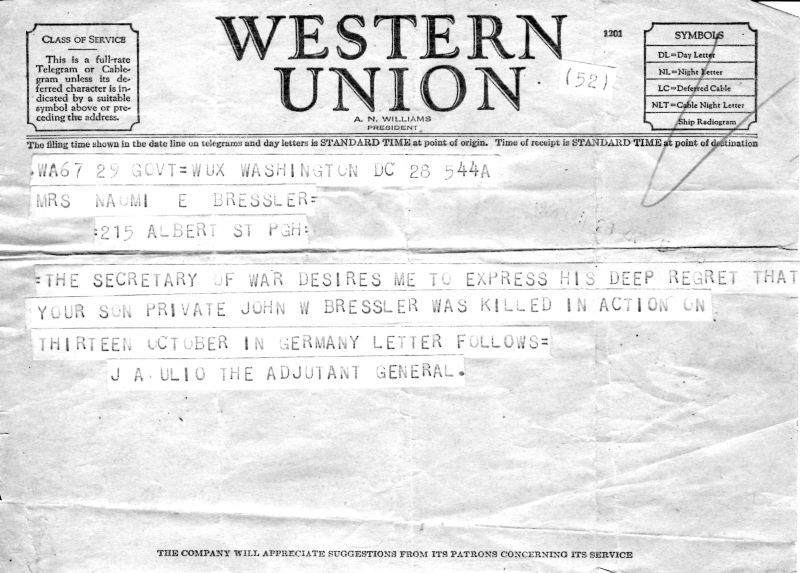 CLASS OF SERVICE
This is a full-rate
Telegram or Cable-
gram unless its de-
ferred character is in-
dicated by a suitable
symbol above or pre-
ceding the address.
WESTERN
UNION
A. N. WILLIAMS
PRESIDENT
1201
(52)
SYMBOLS
DL=Day Letter
NL=Night Letter
LC=Deferred Cable
NLT=Cable Night Letter
Ship Radiogram
The filing time shown in the date line on telegrams and day letters is STANDARD TIME at point of origin. Time of receipt is STANDARD TIME at point of destination
.WA67 29 GOVT=WUX WASHINGTON DC 28 544A
MRS NAOMI E BRESSLER=
=215 ALBERT ST PGH=
=THE SECRETARY OF WAR DESIRES ME TO EXPRESS HIS DEEP REGRET THAT
YOUR SON PRIVATE JOHN W BRESSLER WAS KILLED IN ACTION ON
THIRTEEN OCTOBER IN GERMANY LETTER FOLLOWS=
J A ULIO THE ADJUTANT GENERAL.
THE COMPANY WILL APPRECIATE SUGGESTIONS FROM ITS PATRONS CONCERNING ITS SERVICE